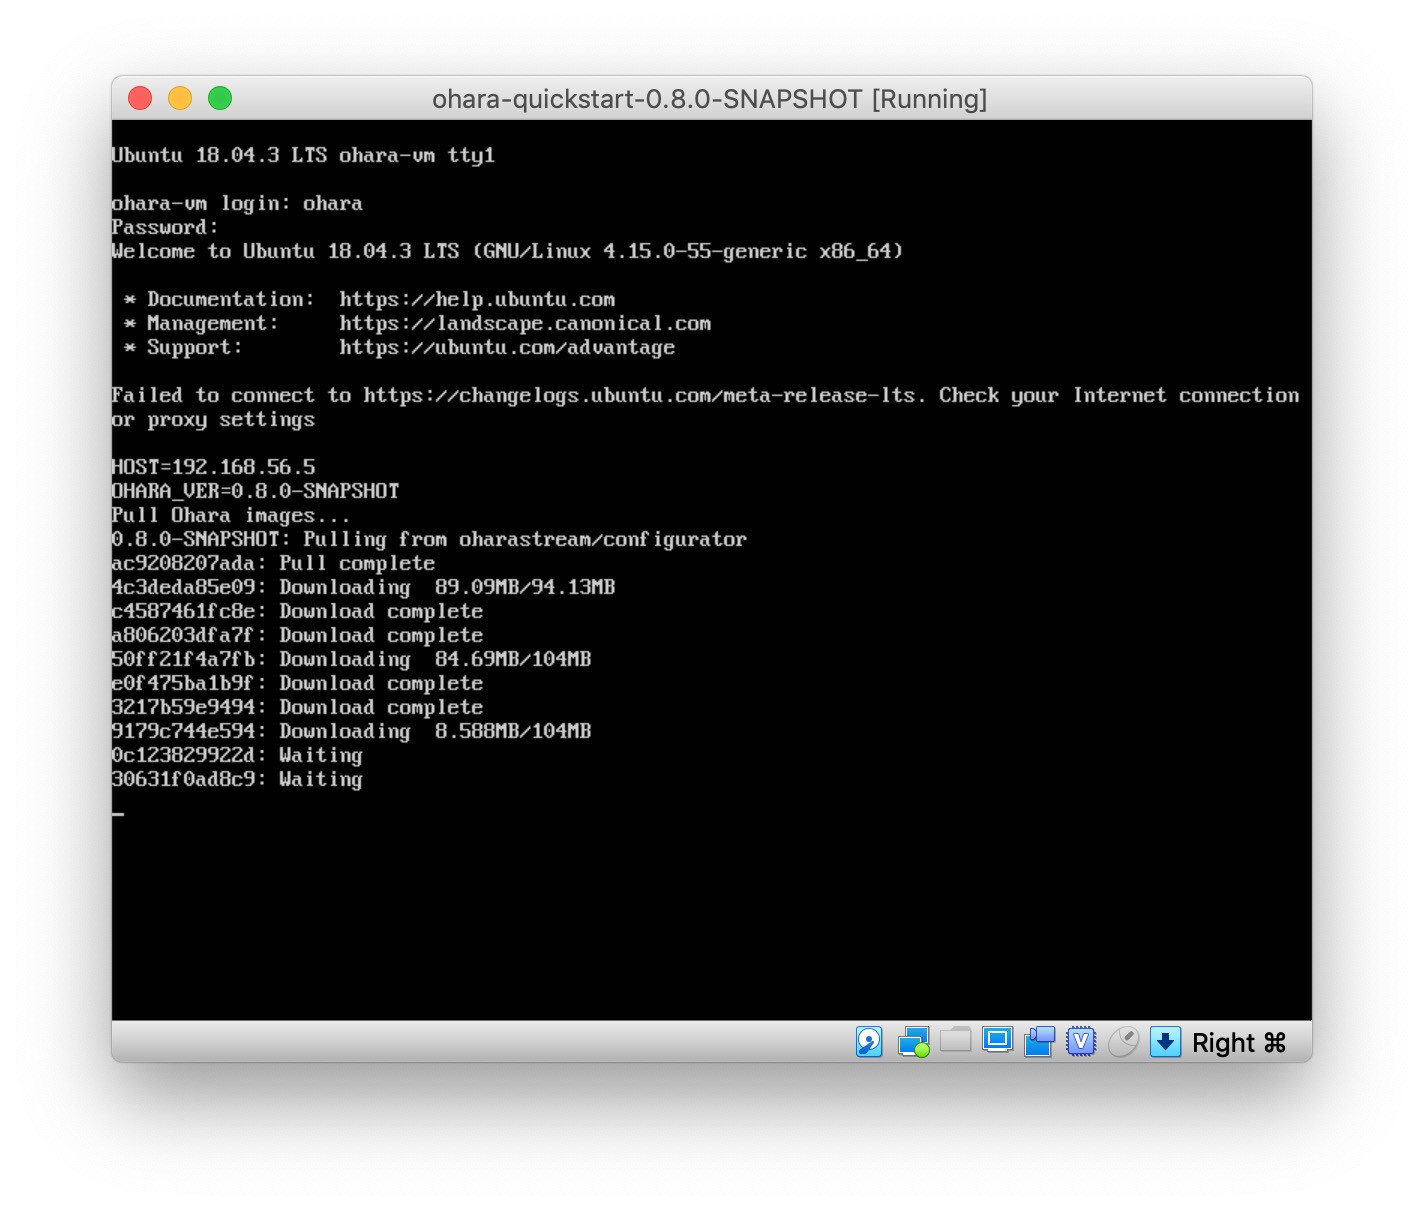 ohara-quickstart-0.8.0-SNAPSHOT [Running]
Ubuntu 18.04.3 LTS ohara-vm tty1
ohara-vm login: ohara
Password:
Welcome to Ubuntu 18.04.3 LTS (GNU/Linux 4.15.0-55-generic x86_64)
* Documentation:  https://help.ubuntu.com
* Management:     https://landscape.canonical.com
* Support:        https://ubuntu.com/advantage
Failed to connect to https://changelogs.ubuntu.com/meta-release-lts. Check your Internet connection
or proxy settings
HOST=192.168.56.5
OHARA_VER=0.8.0-SNAPSHOT
Pull Ohara images...
0.8.0-SNAPSHOT: Pulling from oharastream/configurator
ac9208207ada: Pull complete
4c3deda85e09: Downloading  89.09MB/94.13MB
c4587461fc8e: Download complete
a806203dfa7f: Download complete
50ff21f4a7fb: Downloading  84.69MB/104MB
e0f475ba1b9f: Download complete
3217b59e9494: Download complete
9179c744e594: Downloading  8.588MB/104MB
0c123829922d: Waiting
30631f0ad8c9: Waiting
_
V
Right ⌘